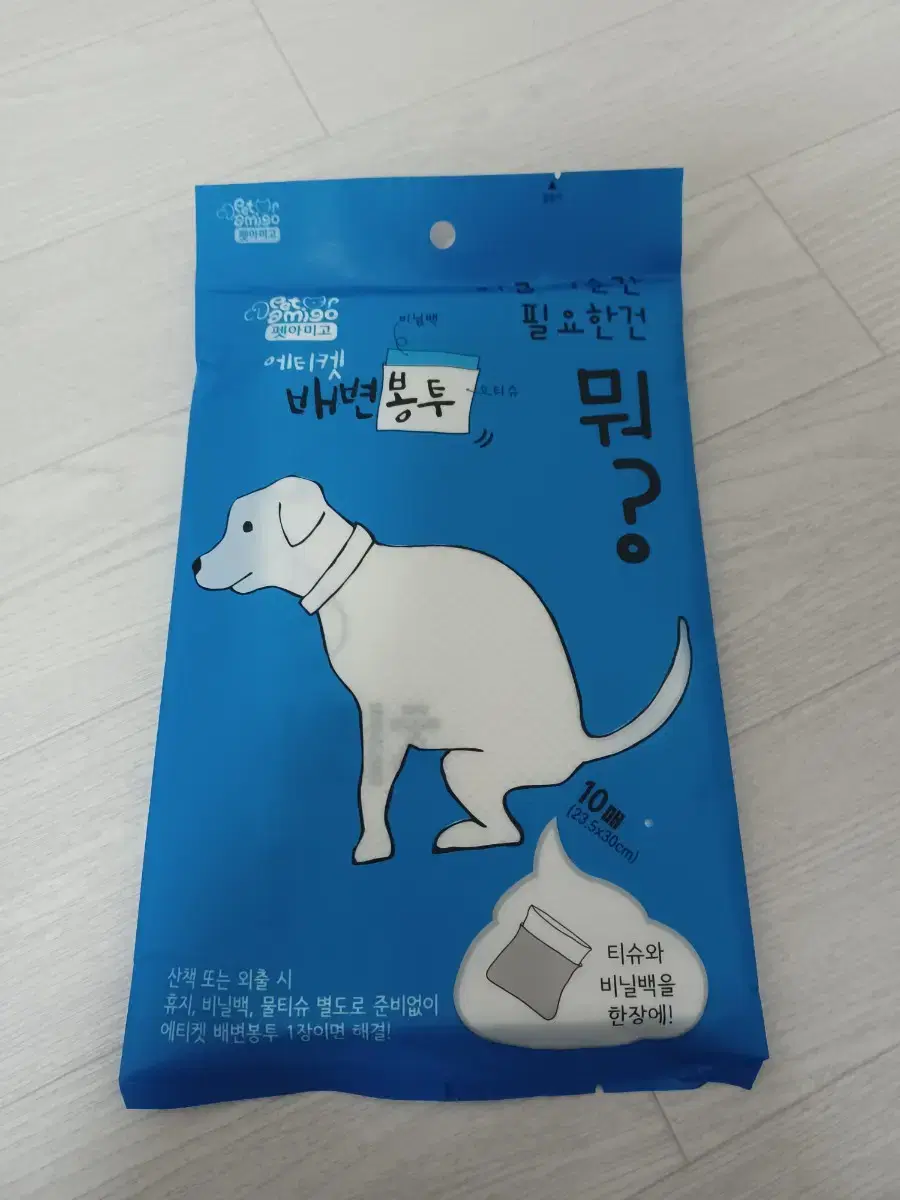 Pet
amigo
펫아미고
Pet
amigo
펫아미고
필요한건
뭐
?
비닐백
에티켓
배변봉투
티슈
10매
(23.5x30cm)
티슈와
비닐백을
한장에!
산책 또는 외출 시
휴지, 비닐백, 물티슈 별도로 준비없이
에티켓 배변봉투 1장이면 해결!